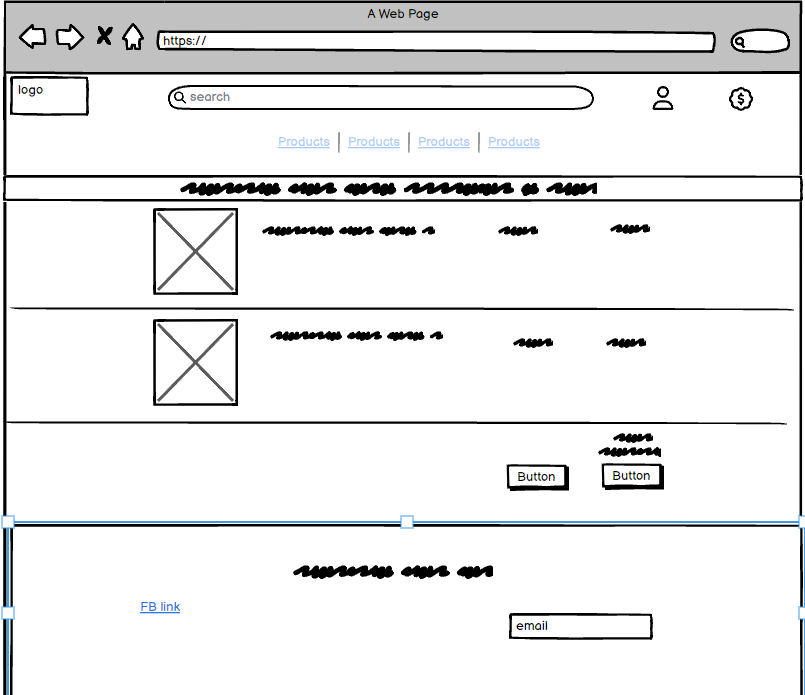 A Web Page
https://
logo
search
Products Products Products Products
Button Button
FB link
email